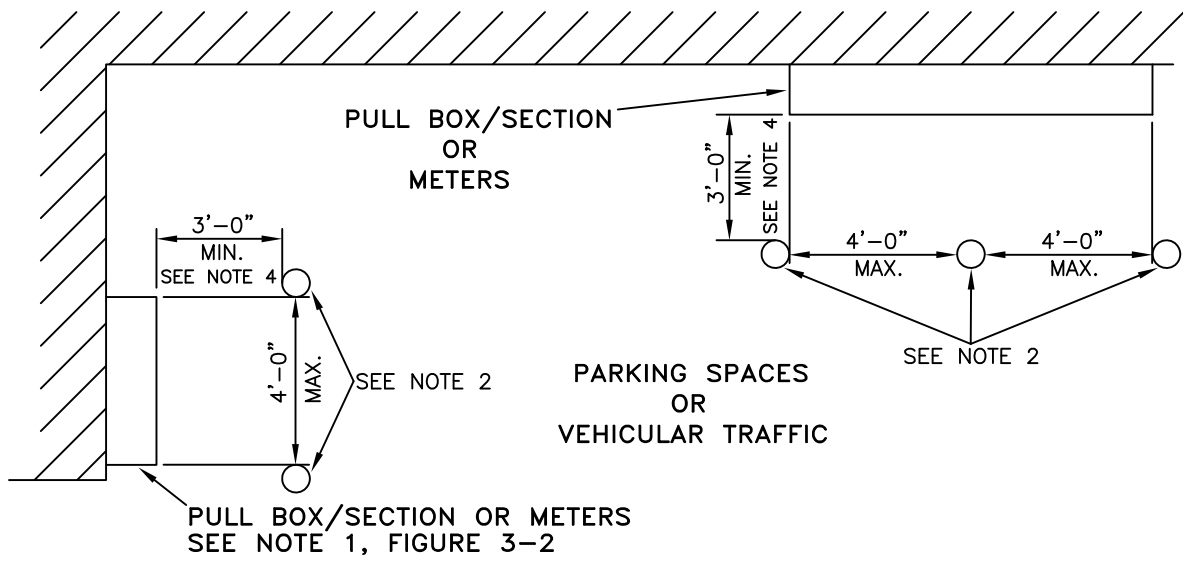 PULL BOX/SECTION
OR
METERS
3'-0"
MIN.
SEE NOTE 4
4'-0"
MAX.
4'-0"
MAX.
SEE NOTE 2
3'-0"
MIN.
SEE NOTE 4
4'-0"
MAX.
SEE NOTE 2
PARKING SPACES
OR
VEHICULAR TRAFFIC
PULL BOX/SECTION OR METERS
SEE NOTE 1, FIGURE 3-2